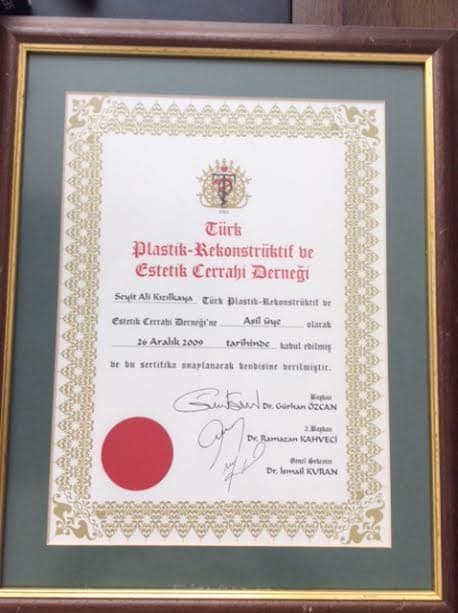 Türk
Plastik-Rekonstrüktif ve
Estetik Cerrahi Derneği
Seyit Ali Kızılkaya Türk Plastik-Rekonstrüktif ve
Estetik Cerrahi Derneği'ne Asil üye olarak
26 Aralık 2009 tarihinde kabul edilmiş
ve bu sertifika onaylanarak kendisine verilmiştir.
Başkan
Dr. Gürhan ÖZCAN
2.Başkan
Dr. Ramazan KAHVECİ
Genel Sekreter
Dr. İsmail KURAN